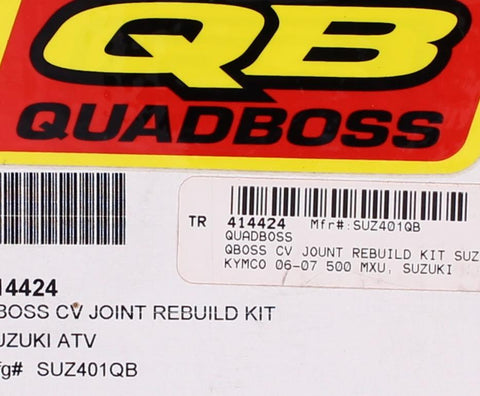 QB
QUADBOSS
TR 414424 Mfr#:SUZ401QB
QUADBOSS
QBOSS CV JOUNT REBUILD KIT SUZ
KYMCO 06-07 500 MXU, SUZUKI
14424
BOSS CV JOINT REBUILD KIT
UZUKI ATV
fg# SUZ401QB